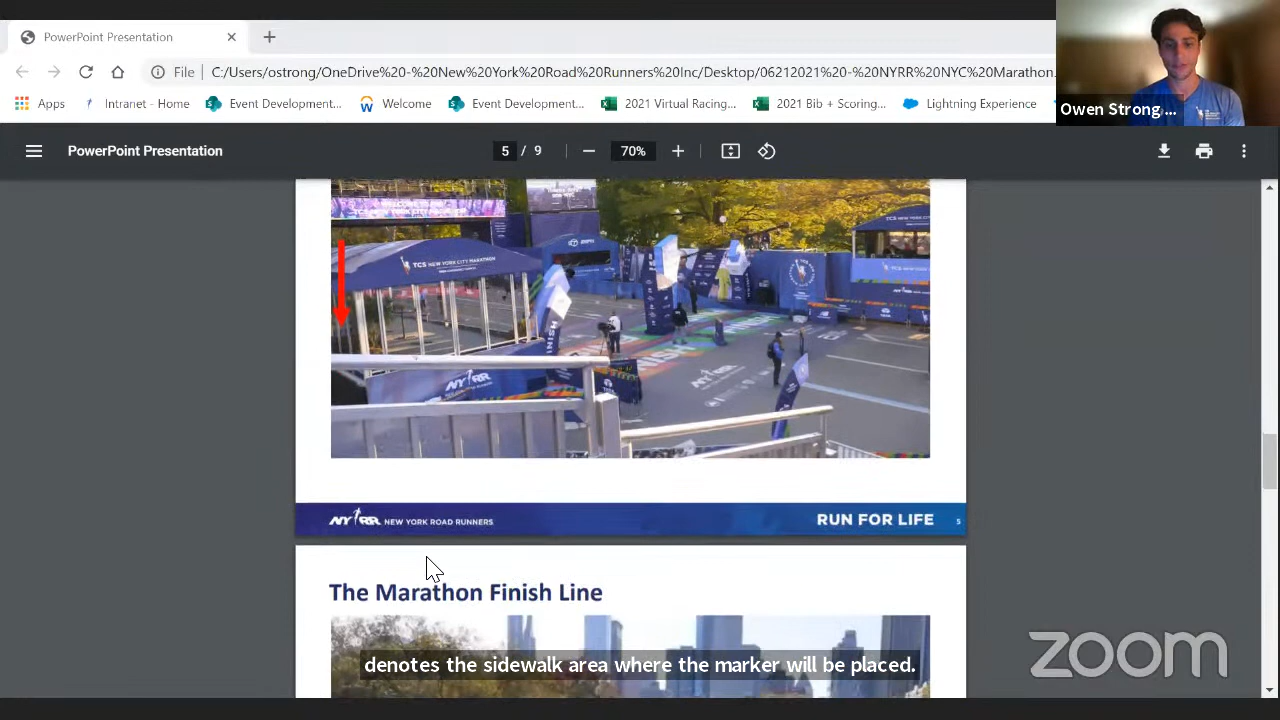 PowerPoint Presentation
File
C:/Users/ostrong/OneDrive%20-%20New%20York%20Road%20Runners%20Inc/Desktop/06212021%20-%20NYRR%20NYC%20Marathon.
Apps
Intranet - Home
Event Development...
Welcome
Event Development...
2021 Virtual Racing...
2021 Bib + Scoring...
Lightning Experience
Owen Strong ...
PowerPoint Presentation
5 / 9
70%
TCS NEW YORK CITY MARATHON
FINISH
NYRR
NYRR NEW YORK ROAD RUNNERS
RUN FOR LIFE
5
The Marathon Finish Line
denotes the sidewalk area where the marker will be placed.
zoom